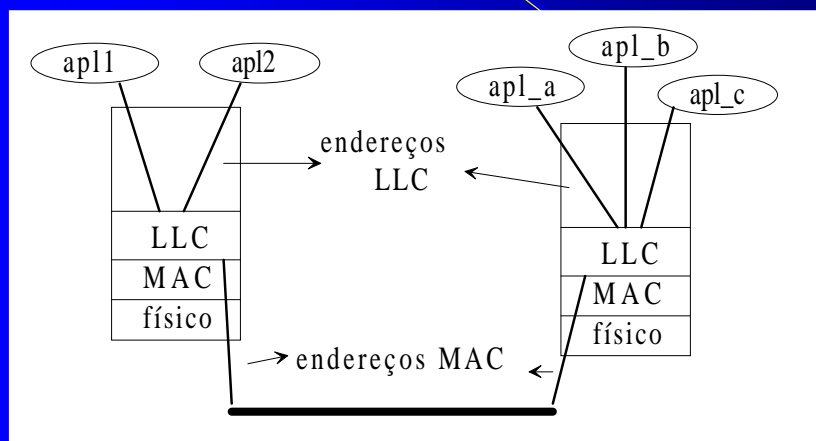 apl1
apl2
apl_a
apl_b
apl_c
endereços
LLC
LLC
MAC
físico
LLC
MAC
físico
endereços MAC